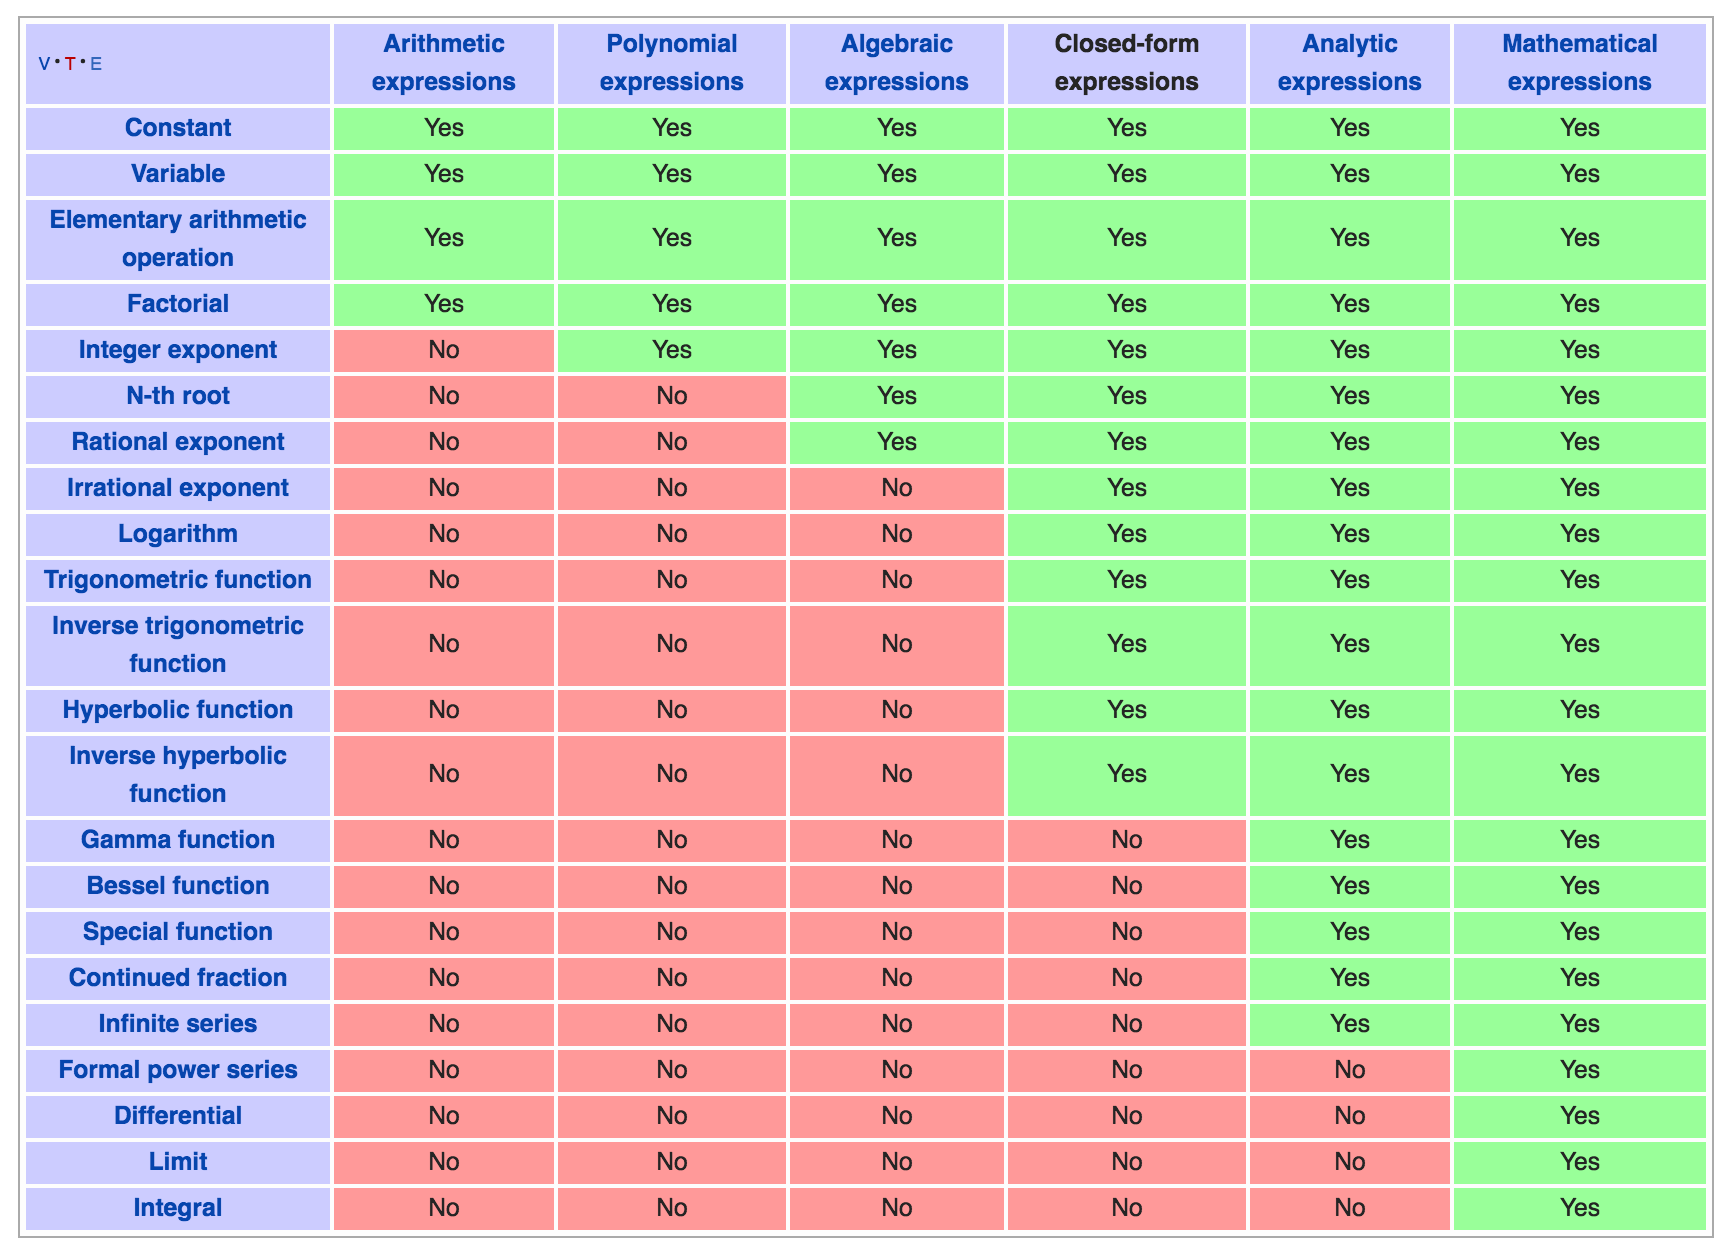 V·T·E
Arithmetic expressions Polynomial expressions Algebraic expressions Closed-form expressions Analytic expressions Mathematical expressions
Constant Yes Yes Yes Yes Yes Yes
Variable Yes Yes Yes Yes Yes Yes
Elementary arithmetic operation Yes Yes Yes Yes Yes Yes
Factorial Yes Yes Yes Yes Yes Yes
Integer exponent No Yes Yes Yes Yes Yes
N-th root No No Yes Yes Yes Yes
Rational exponent No No Yes Yes Yes Yes
Irrational exponent No No No Yes Yes Yes
Logarithm No No No Yes Yes Yes
Trigonometric function No No No Yes Yes Yes
Inverse trigonometric function No No No Yes Yes Yes
Hyperbolic function No No No Yes Yes Yes
Inverse hyperbolic function No No No Yes Yes Yes
Gamma function No No No No Yes Yes
Bessel function No No No No Yes Yes
Special function No No No No Yes Yes
Continued fraction No No No No Yes Yes
Infinite series No No No No Yes Yes
Formal power series No No No No No Yes
Differential No No No No No Yes
Limit No No No No No Yes
Integral No No No No No Yes